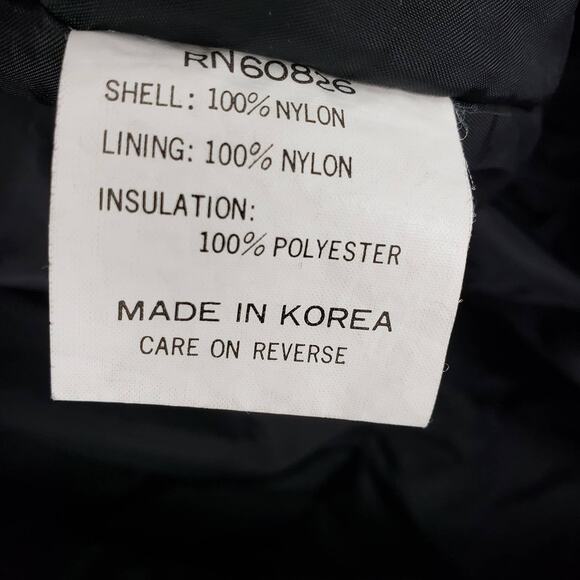 RN60826
SHELL: 100% NYLON
LINING: 100% NYLON
INSULATION:
100% POLYESTER
MADE IN KOREA
CARE ON REVERSE